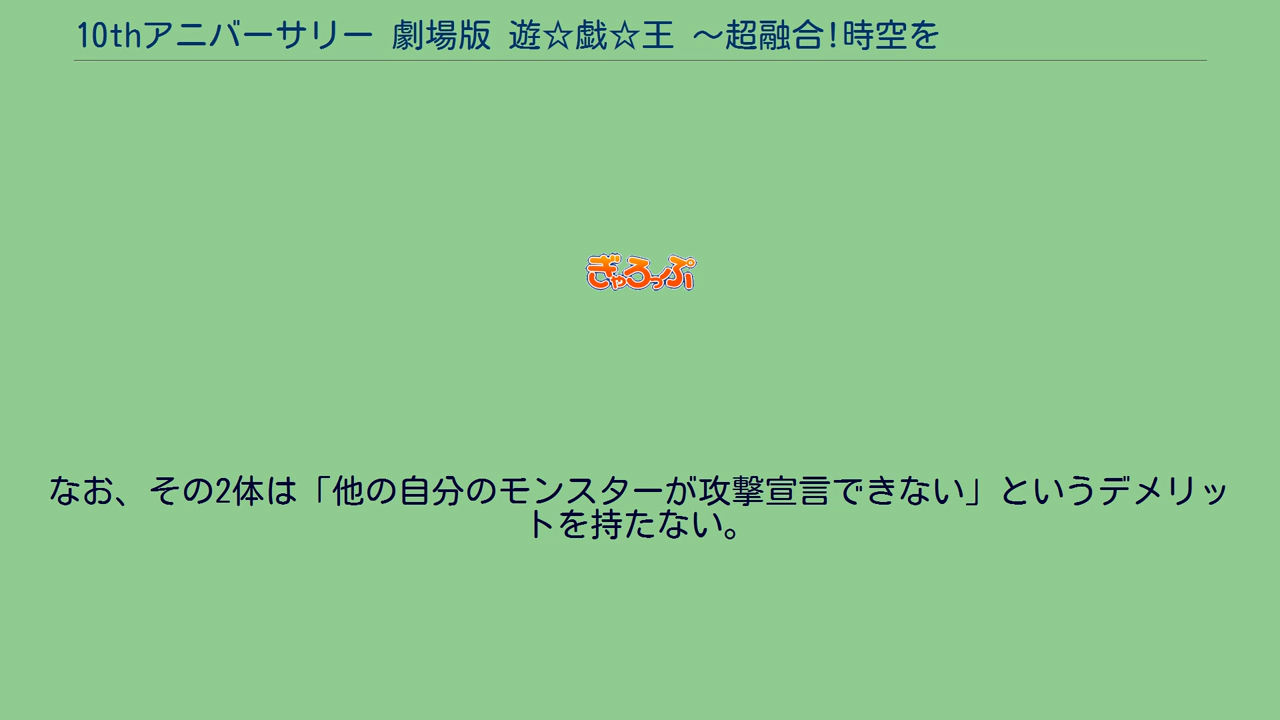 10thアニバーサリー 劇場版 遊☆戯☆王 ～超融合!時空を
ぎゃろっぷ
なお、その2体は「他の自分のモンスターが攻撃宣言できない」というデメリッ
トを持たない。